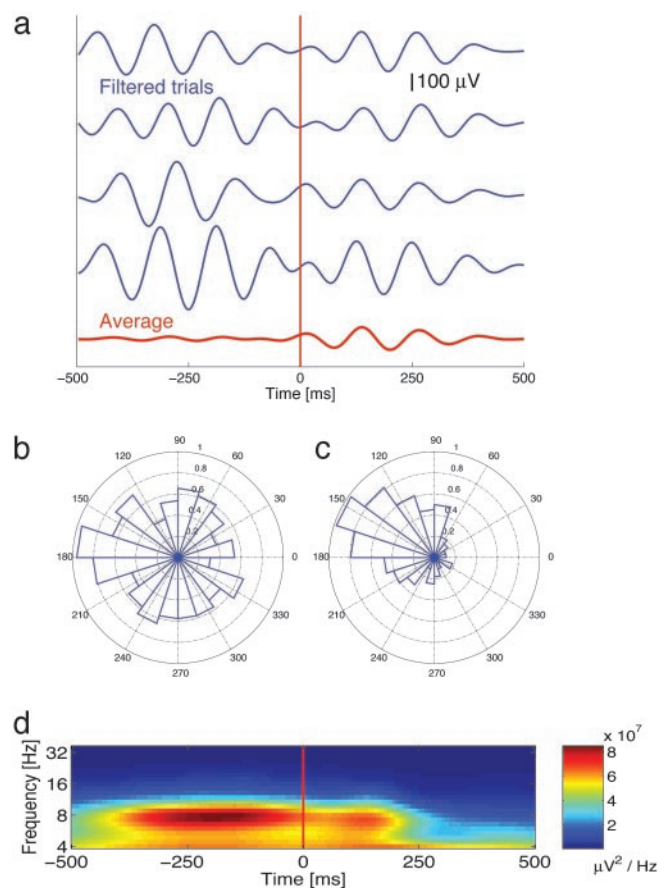 a
Filtered trials
100 µV
Average
−500 −250 0 250 500
Time [ms]
b
90
120 60
150 30
180 0
210 330
240 300
270
1
0.8
0.6
0.4
0.2
c
90
120 60
150 30
180 0
210 330
240 300
270
1
0.8
0.6
0.4
0.2
d
Frequency [Hz]
32
16
8
4
−500 −250 0 250 500
Time [ms]
x 10⁷
8
6
4
2
µV² / Hz